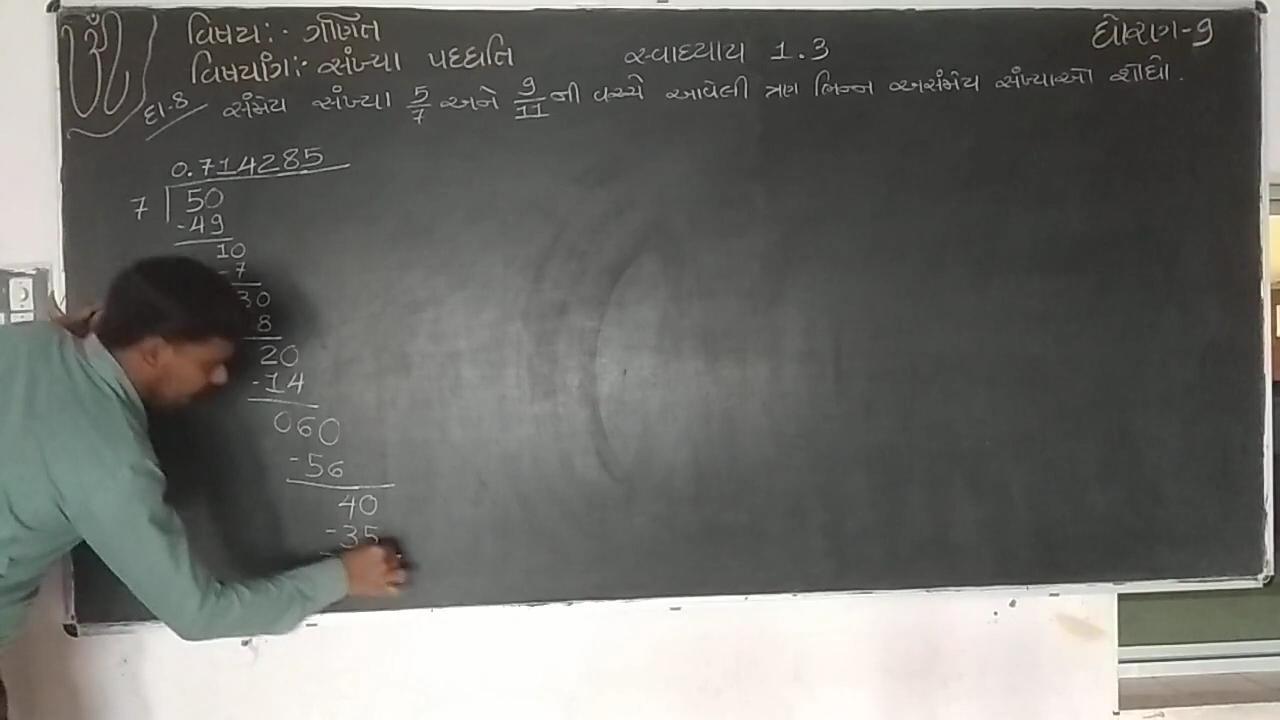 ૐ
વિષય:- ગણિત
ધોરણ-9
વિષયાંગ:- સંખ્યા પદ્ધતિ
સ્વાધ્યાય 1.3
દા.8 સંમેય સંખ્યા 5/7 અને 9/11 ની વચ્ચે આવેલી ત્રણ ભિન્ન અસંમેય સંખ્યાઓ શોધો.
0.714285
7 50
-49
10
-7
30
8
20
-14
060
-56
40
-35